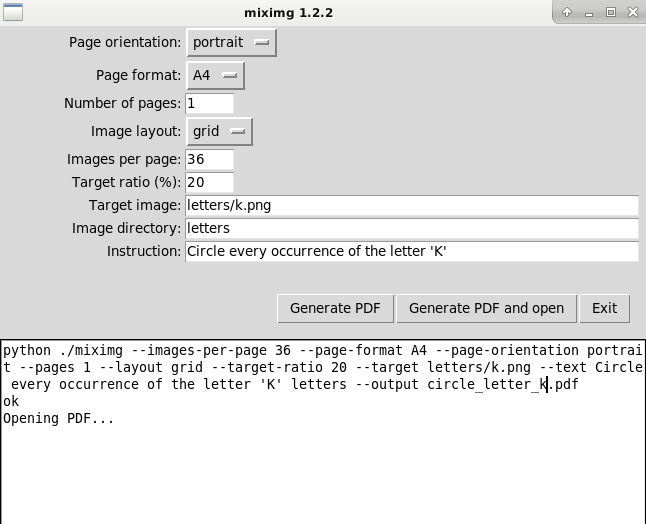 miximg 1.2.2
Page orientation: portrait
Page format: A4
Number of pages: 1
Image layout: grid
Images per page: 36
Target ratio (%): 20
Target image: letters/k.png
Image directory: letters
Instruction: Circle every occurrence of the letter 'K'
Generate PDF Generate PDF and open Exit
python ./miximg --images-per-page 36 --page-format A4 --page-orientation portrai
t --pages 1 --layout grid --target-ratio 20 --target letters/k.png --text Circle
 every occurrence of the letter 'K' letters --output circle_letter_k.pdf
ok
Opening PDF...